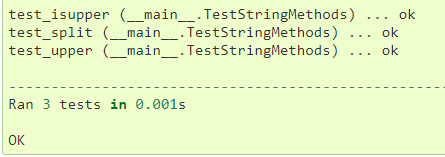 test_isupper (__main__.TestStringMethods) ... ok
test_split (__main__.TestStringMethods) ... ok
test_upper (__main__.TestStringMethods) ... ok
----------------------------------------------------
Ran 3 tests in 0.001s
OK